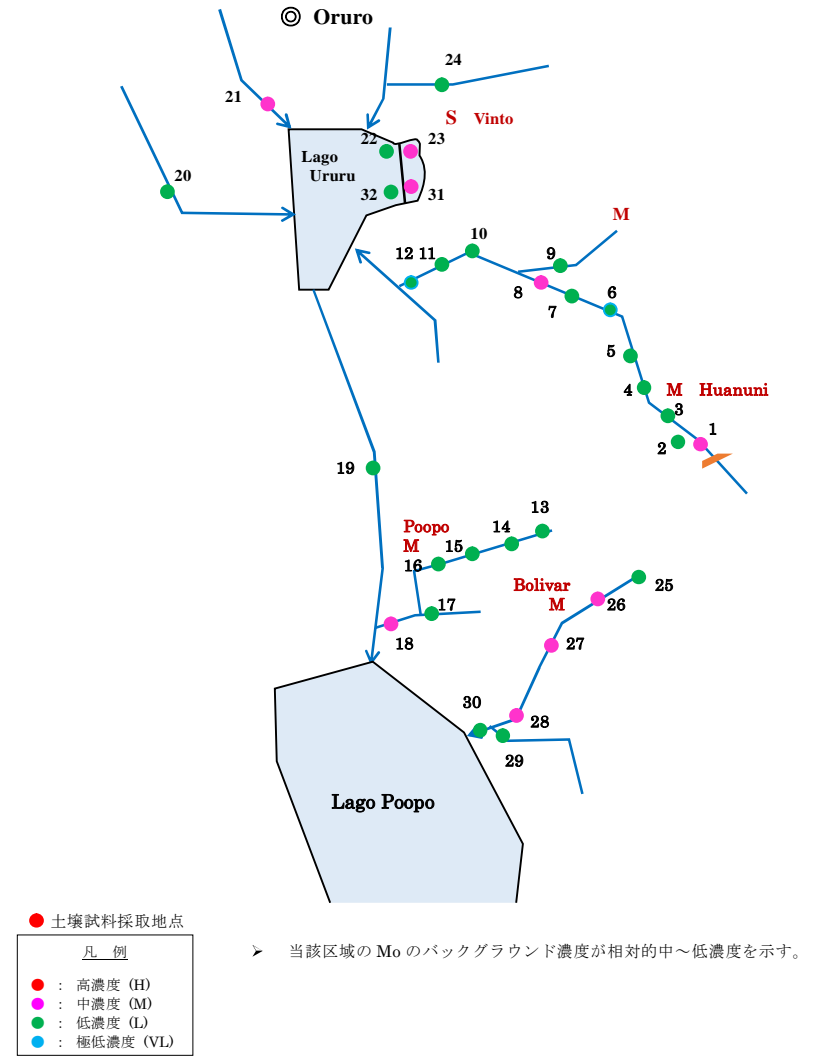 ◎ Oruro
24
21
S Vinto
22
23
Lago
Ururu
20
32
31
M
10
12 11
9
8
7
6
5
4
M Huanuni
3
1
2
19
13
Poopo
M
14
15
16
Bolivar
M
25
26
17
18
27
30
28
29
Lago Poopo
● 土壌試料採取地点
凡 例
● : 高濃度 (H)
● : 中濃度 (M)
● : 低濃度 (L)
● : 極低濃度 (VL)
➢ 当該区域の Mo のバックグラウンド濃度が相対的中～低濃度を示す。